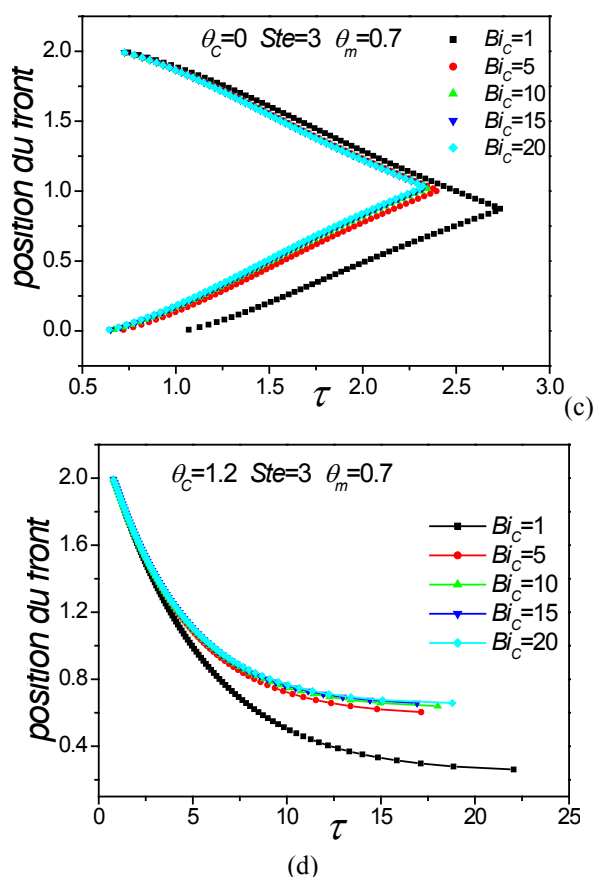 θC=0 Ste=3 θm=0.7
BiC=1
BiC=5
BiC=10
BiC=15
BiC=20
position du front
2.0
1.5
1.0
0.5
0.0
0.5 1.0 1.5 2.0 2.5 3.0
τ
(c)
θC=1.2 Ste=3 θm=0.7
BiC=1
BiC=5
BiC=10
BiC=15
BiC=20
position du front
2.0
1.6
1.2
0.8
0.4
0 5 10 15 20 25
τ
(d)